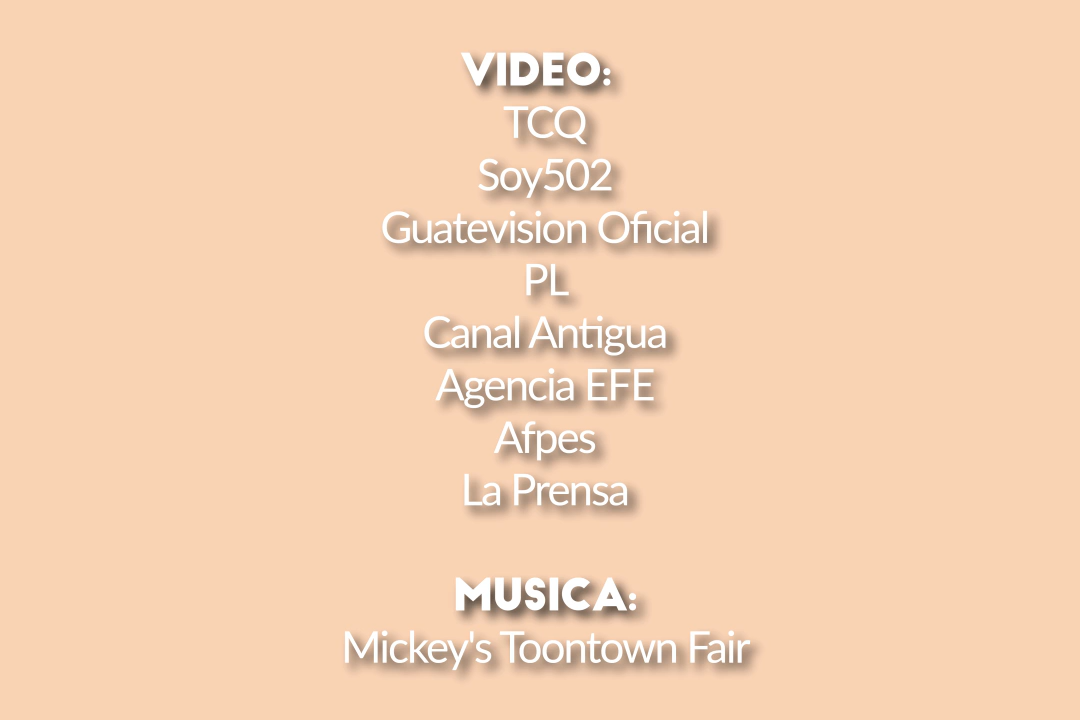 VIDEO:
TCQ
Soy502
Guatevision Oficial
PL
Canal Antigua
Agencia EFE
Afpes
La Prensa
MUSICA:
Mickey's Toontown Fair